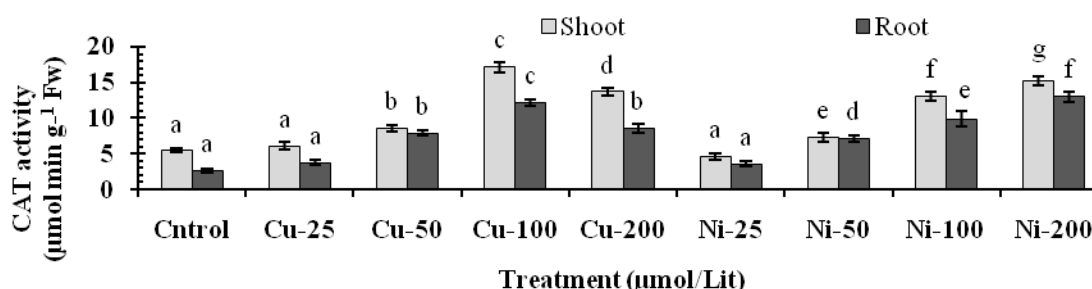 Shoot Root
CAT activity
(µmol min g⁻¹ Fw)
20
15
10
5
0
a a a a b b c c d b a a e d f e g f
Cntrol Cu-25 Cu-50 Cu-100 Cu-200 Ni-25 Ni-50 Ni-100 Ni-200
Treatment (µmol/Lit)